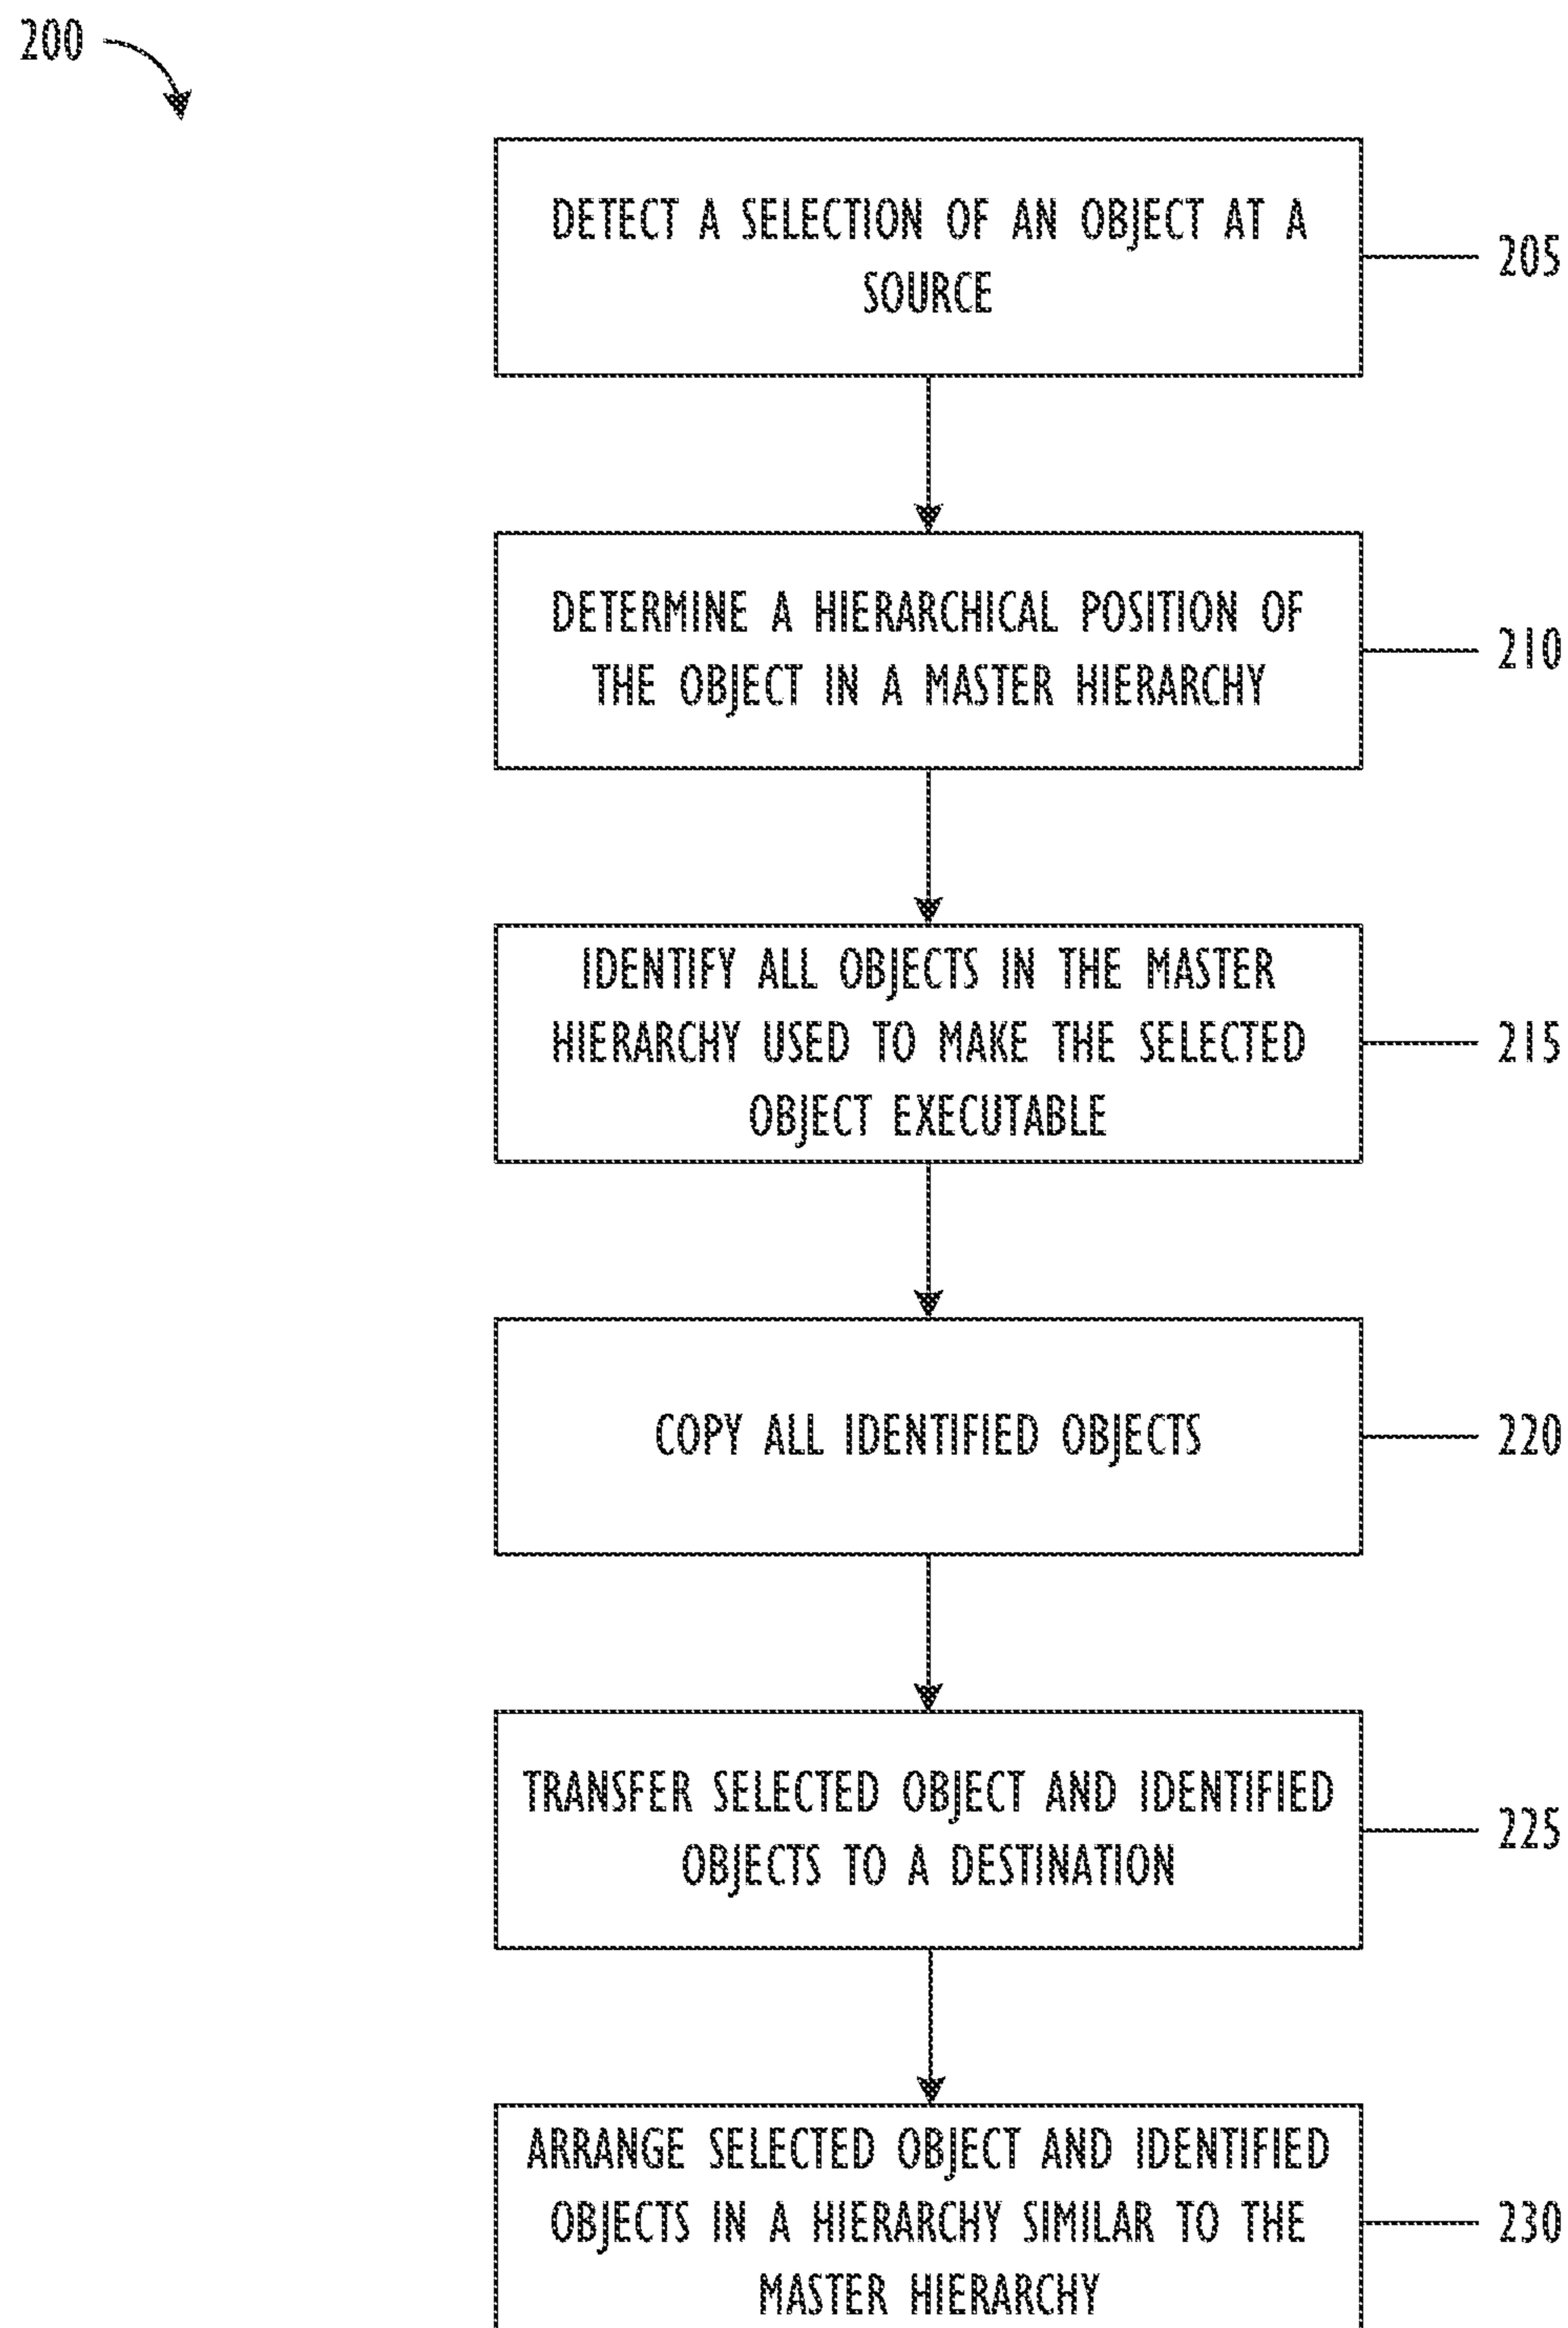 200
DETECT A SELECTION OF AN OBJECT AT A
SOURCE
205
DETERMINE A HIERARCHICAL POSITION OF
THE OBJECT IN A MASTER HIERARCHY
210
IDENTIFY ALL OBJECTS IN THE MASTER
HIERARCHY USED TO MAKE THE SELECTED
OBJECT EXECUTABLE
215
COPY ALL IDENTIFIED OBJECTS
220
TRANSFER SELECTED OBJECT AND IDENTIFIED
OBJECTS TO A DESTINATION
225
ARRANGE SELECTED OBJECT AND IDENTIFIED
OBJECTS IN A HIERARCHY SIMILAR TO THE
MASTER HIERARCHY
230